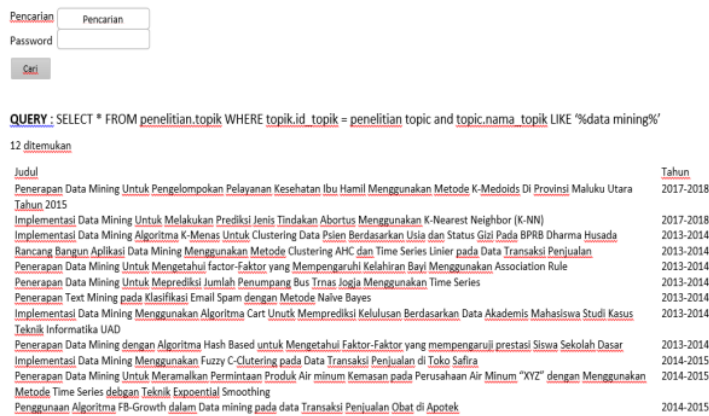 Pencarian Pencarian
Password
Cari
QUERY : SELECT * FROM penelitian.topik WHERE topik.id_topik = penelitian topic and topic.nama_topik LIKE ‘%data mining%’
12 ditemukan
Judul Tahun
Penerapan Data Mining Untuk Pengelompokan Pelayanan Kesehatan Ibu Hamil Menggunakan Metode K-Medoids Di Provinsi Maluku Utara 2017-2018
Tahun 2015
Implementasi Data Mining Untuk Melakukan Prediksi Jenis Tindakan Abortus Menggunakan K-Nearest Neighbor (K-NN) 2017-2018
Implementasi Data Mining Algoritma K-Menas Untuk Clustering Data Psien Berdasarkan Usia dan Status Gizi Pada BPRB Dharma Husada 2013-2014
Rancang Bangun Aplikasi Data Mining Menggunakan Metode Clustering AHC dan Time Series Linier pada Data Transaksi Penjualan 2013-2014
Penerapan Data Mining Untuk Mengetahui factor-Faktor yang Mempengaruhi Kelahiran Bayi Menggunakan Association Rule 2013-2014
Penerapan Data Mining Untuk Meprediksi Jumlah Penumpang Bus Trnas Jogja Menggunakan Time Series 2013-2014
Penerapan Text Mining pada Klasifikasi Email Spam dengan Metode Naïve Bayes 2013-2014
Implementasi Data Mining Menggunakan Algoritma Cart Unutk Memprediksi Kelulusan Berdasarkan Data Akademis Mahasiswa Studi Kasus 2013-2014
Teknik Informatika UAD
Penerapan Data Mining dengan Algoritma Hash Based untuk Mengetahui Faktor-Faktor yang mempengaruji prestasi Siswa Sekolah Dasar 2013-2014
Implementasi Data Mining Menggunakan Fuzzy C-Clutering pada Data Transaksi Penjualan di Toko Safira 2014-2015
Penerapan Data Mining Untuk Meramalkan Permintaan Produk Air minum Kemasan pada Perusahaan Air Minum “XYZ” dengan Menggunakan 2014-2015
Metode Time Series debgan Teknik Expoential Smoothing
Penggunaan Algoritma FB-Growth dalam Data mining pada data Transaksi Penjualan Obat di Apotek 2014-2015